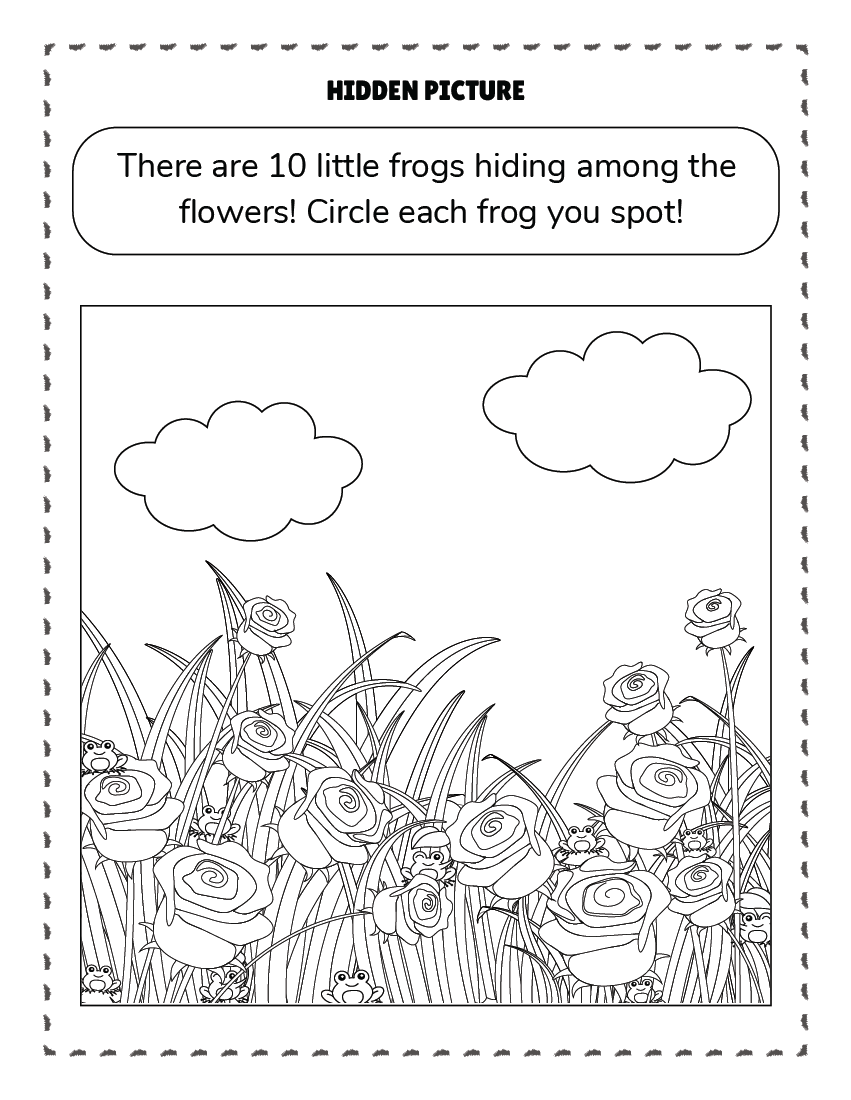 HIDDEN PICTURE
There are 10 little frogs hiding among the
flowers! Circle each frog you spot!